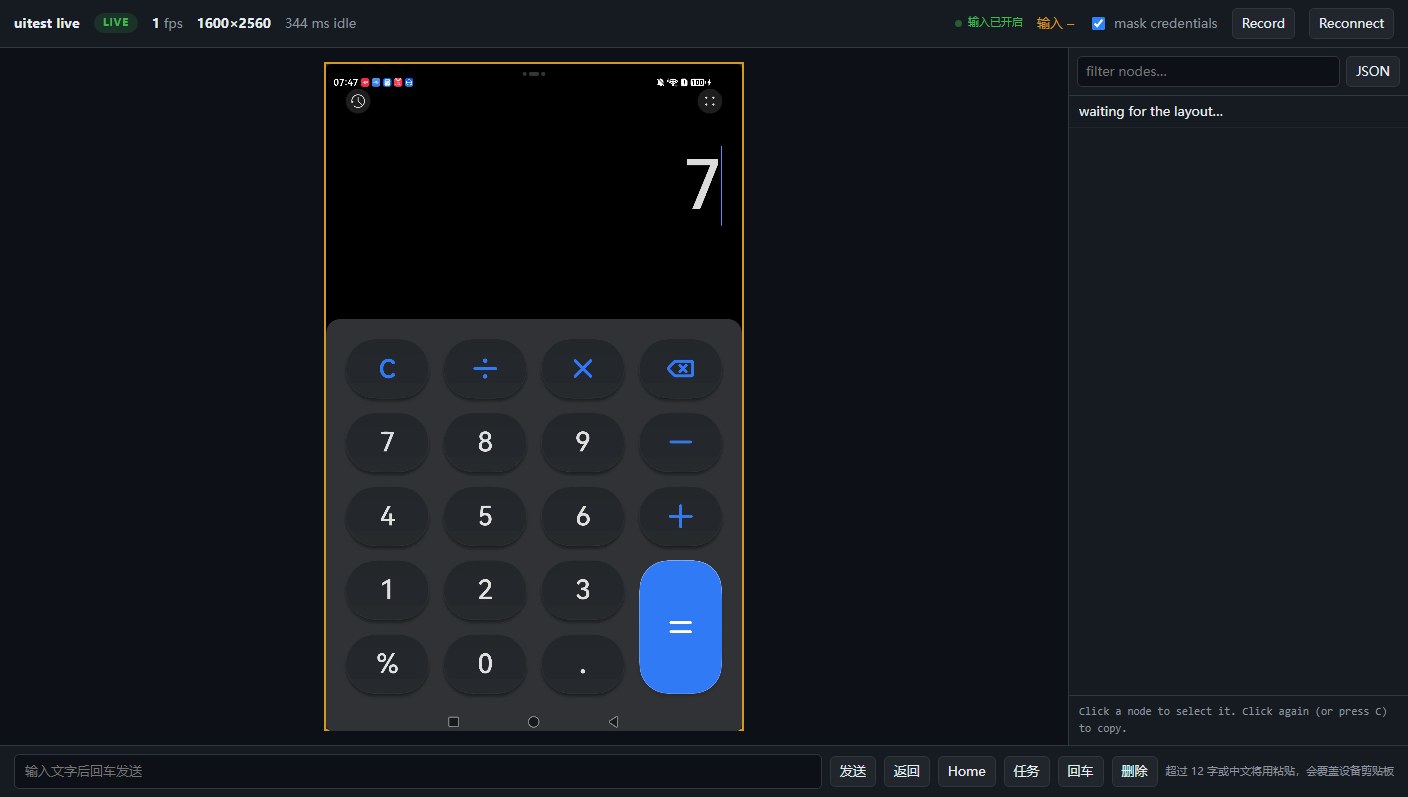 uitest live LIVE 1 fps 1600×2560 344 ms idle 输入已开启 输入 – mask credentials Record Reconnect
filter nodes... JSON
waiting for the layout...
07:47
7
C ÷ ×
7 8 9 −
4 5 6 +
1 2 3
=
% 0 .
Click a node to select it. Click again (or press C)
to copy.
输入文字后回车发送 发送 返回 Home 任务 回车 删除 超过 12 字或中文将用粘贴，会覆盖设备剪贴板